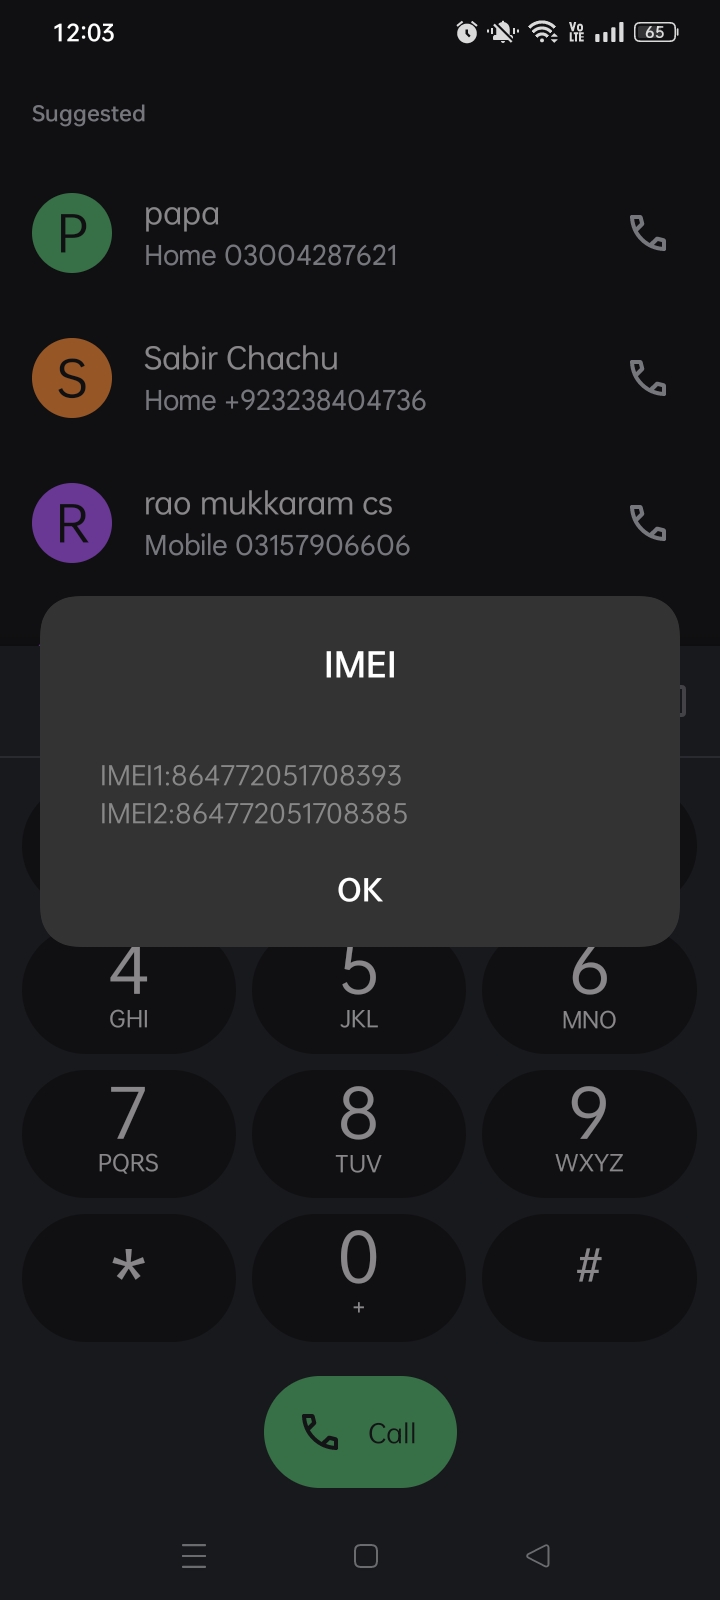 12:03
Vo
LTE
65
Suggested
P
papa
Home 03004287621
S
Sabir Chachu
Home +923238404736
R
rao mukkaram cs
Mobile 03157906606
IMEI
IMEI1:864772051708393
IMEI2:864772051708385
OK
4 5 6
GHI JKL MNO
7 8 9
PQRS TUV WXYZ
* 0 #
+
Call